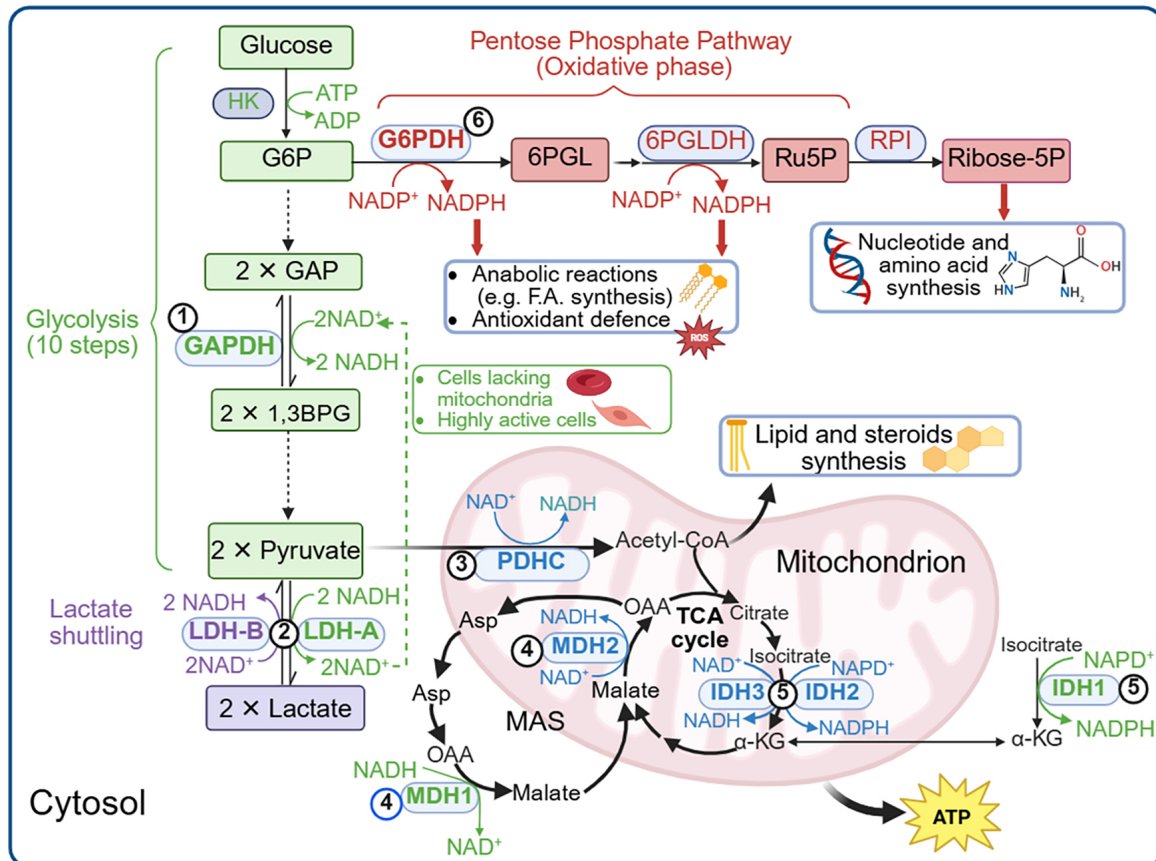 Glucose
Pentose Phosphate Pathway
(Oxidative phase)
HK
ATP
ADP
G6PDH
6
6PGLDH
RPI
G6P
6PGL
Ru5P
Ribose-5P
NADP⁺
NADPH
NADP⁺
NADPH
Nucleotide and
amino acid
synthesis
O
OH
NH₂
N
HN
• Anabolic reactions
(e.g. F.A. synthesis)
• Antioxidant defence
ROS
2 × GAP
Glycolysis
(10 steps)
1
GAPDH
2NAD⁺
2 NADH
• Cells lacking
mitochondria
• Highly active cells
2 × 1,3BPG
Lipid and steroids
synthesis
NAD⁺
NADH
2 × Pyruvate
3
PDHC
Acetyl-CoA
Mitochondrion
Lactate
shuttling
2 NADH
2 NADH
LDH-B
2
LDH-A
2NAD⁺
2NAD⁺
2 × Lactate
Asp
OAA
TCA
cycle
Citrate
NADH
4
MDH2
NAD⁺
Malate
Isocitrate
NAD⁺
NAPD⁺
IDH3
5
IDH2
NADH
NADPH
α-KG
Isocitrate
NAPD⁺
IDH1
5
NADPH
α-KG
Asp
MAS
OAA
NADH
4
MDH1
NAD⁺
Malate
Cytosol
ATP